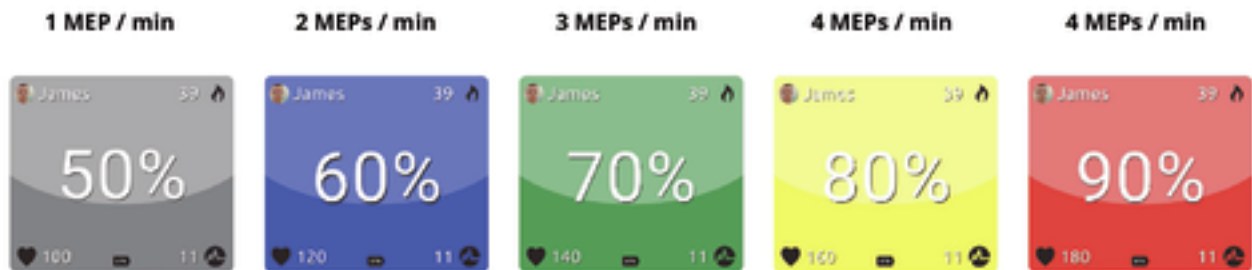 1 MEP / min 2 MEPs / min 3 MEPs / min 4 MEPs / min 4 MEPs / min
James 39 James 39 James 39 James 39 James 39
50% 60% 70% 80% 90%
100 11 120 11 140 11 160 11 180 11